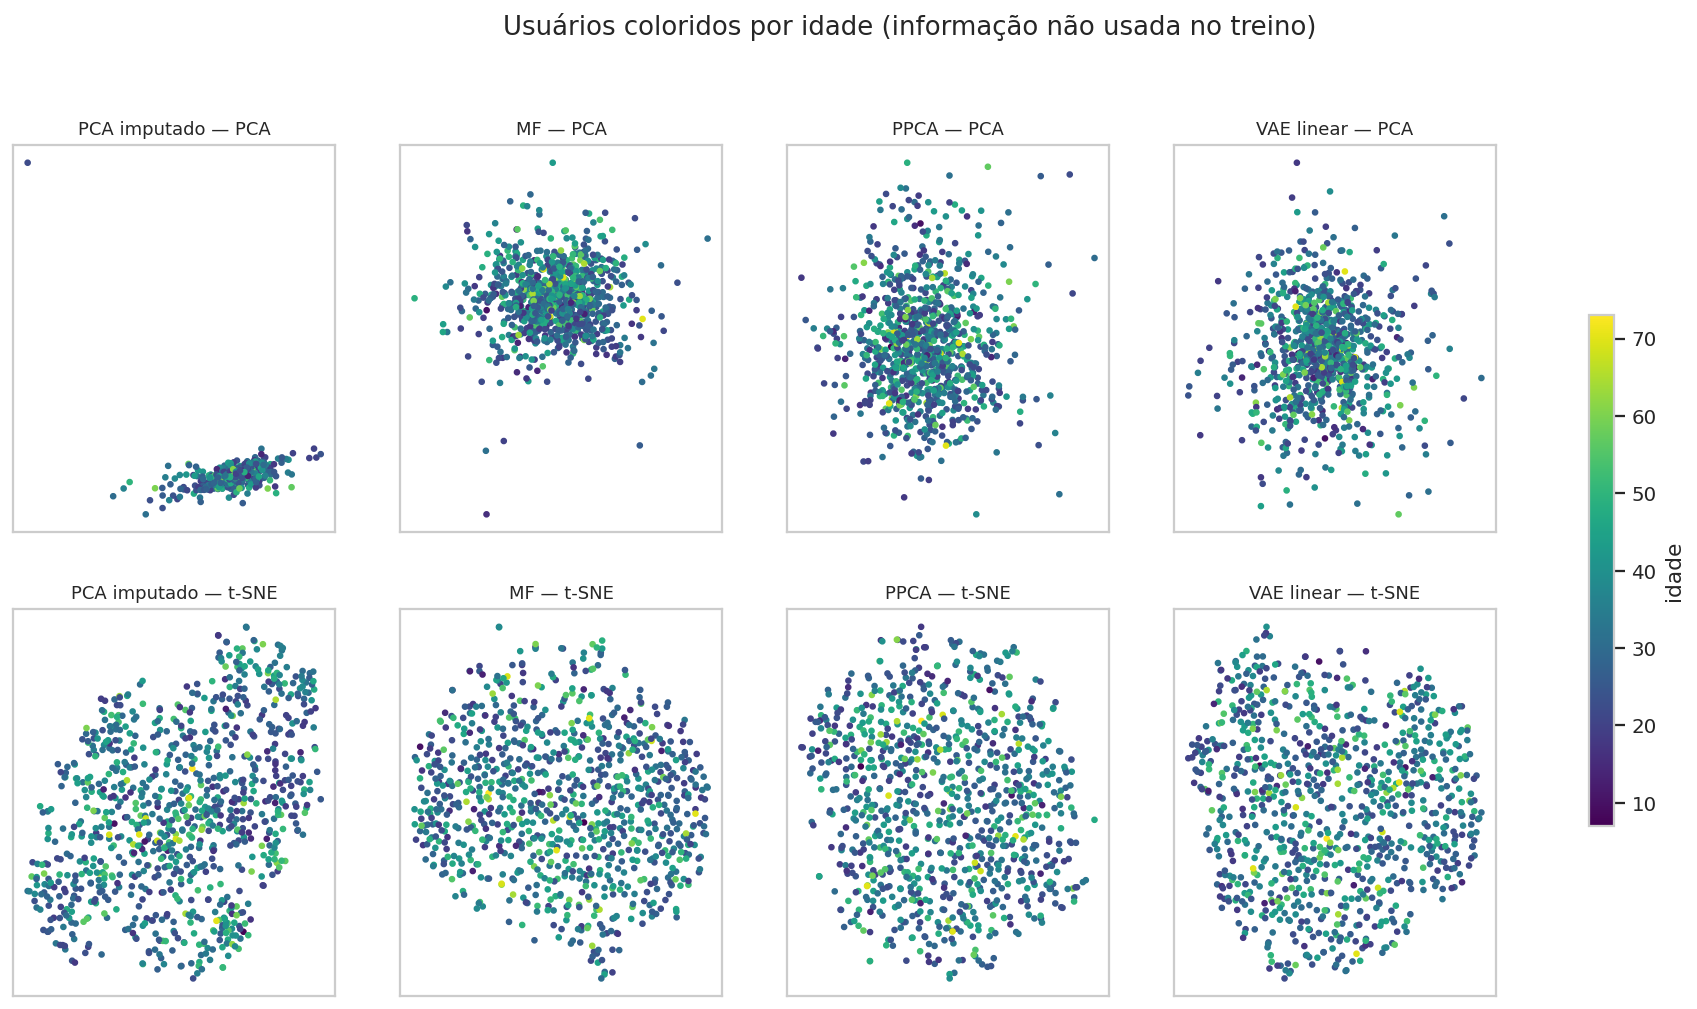 Usuários coloridos por idade (informação não usada no treino)
PCA imputado — PCA
MF — PCA
PPCA — PCA
VAE linear — PCA
PCA imputado — t-SNE
MF — t-SNE
PPCA — t-SNE
VAE linear — t-SNE
70
60
50
40
30
20
10
idade